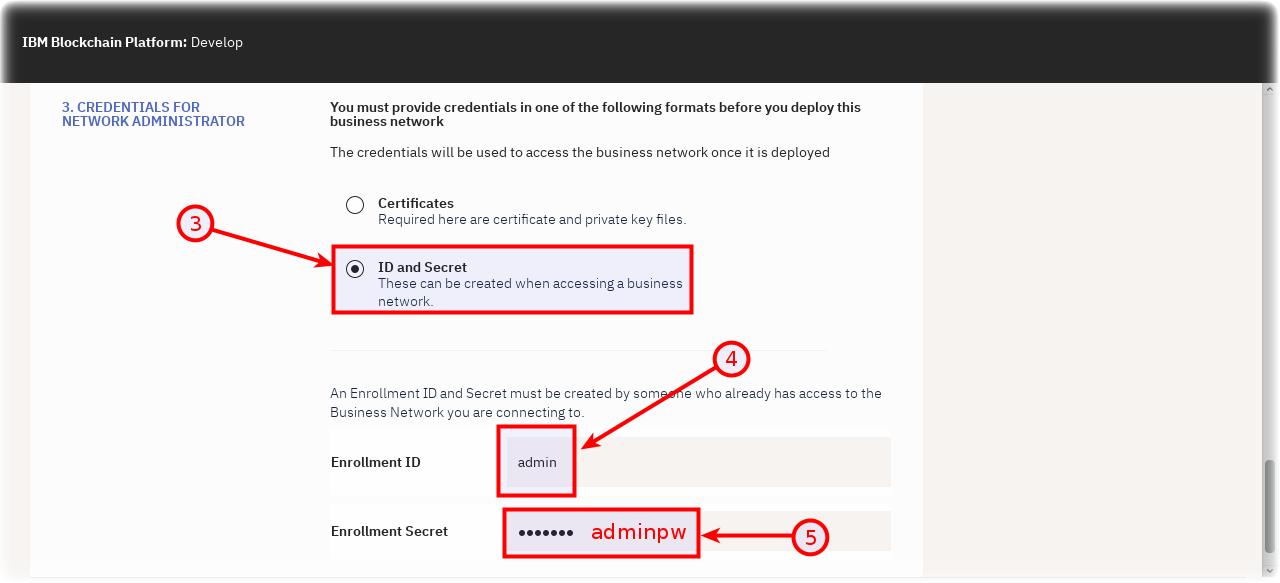 IBM Blockchain Platform: Develop
3. CREDENTIALS FOR
NETWORK ADMINISTRATOR
You must provide credentials in one of the following formats before you deploy this
business network
The credentials will be used to access the business network once it is deployed
Certificates
Required here are certificate and private key files.
3
ID and Secret
These can be created when accessing a business
network.
4
An Enrollment ID and Secret must be created by someone who already has access to the
Business Network you are connecting to.
Enrollment ID
admin
Enrollment Secret
••••••• adminpw
5